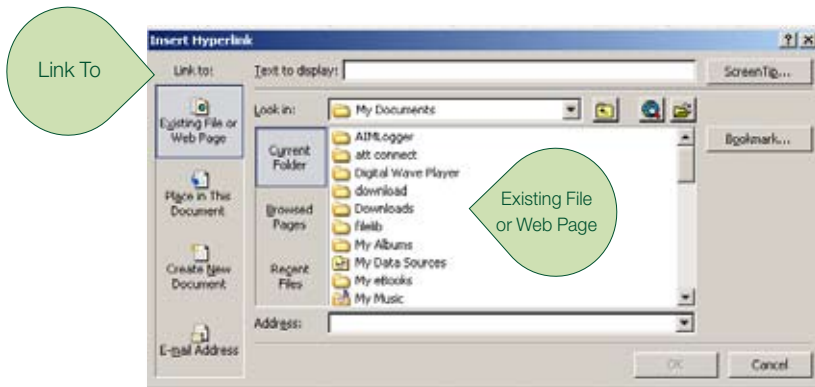 Link To
Insert Hyperlink
Link to:
Text to display:
ScreenTip...
Existing File or
Web Page
Look in:
My Documents
Bookmark...
Current
Folder
AIMLogger
att connect
Digital Wave Player
download
Downloads
filelib
My Albums
My Data Sources
My eBooks
My Music
Existing File
or Web Page
Place in This
Document
Browsed
Pages
Create New
Document
Recent
Files
E-mail Address
Address:
OK
Cancel